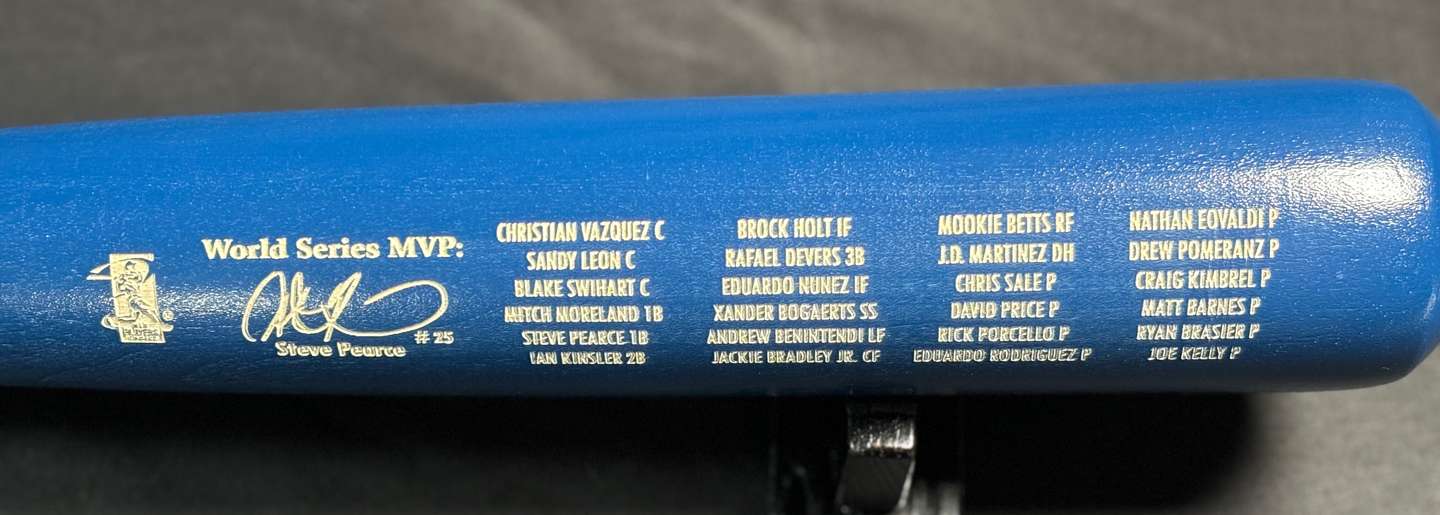 World Series MVP:
Steve Pearce
#25
CHRISTIAN VAZQUEZ C
SANDY LEON C
BLAKE SWIHART C
MITCH MORELAND 1B
STEVE PEARCE 1B
IAN KINSLER 2B
BROCK HOLT IF
RAFAEL DEVERS 3B
EDUARDO NUNEZ IF
XANDER BOGAERTS SS
ANDREW BENINTENDI LF
JACKIE BRADLEY JR. CF
MOOKIE BETTS RF
J.D. MARTINEZ DH
CHRIS SALE P
DAVID PRICE P
RICK PORCELLO P
EDUARDO RODRIGUEZ P
NATHAN EOVALDI P
DREW POMERANZ P
CRAIG KIMBREL P
MATT BARNES P
RYAN BRASIER P
JOE KELLY P